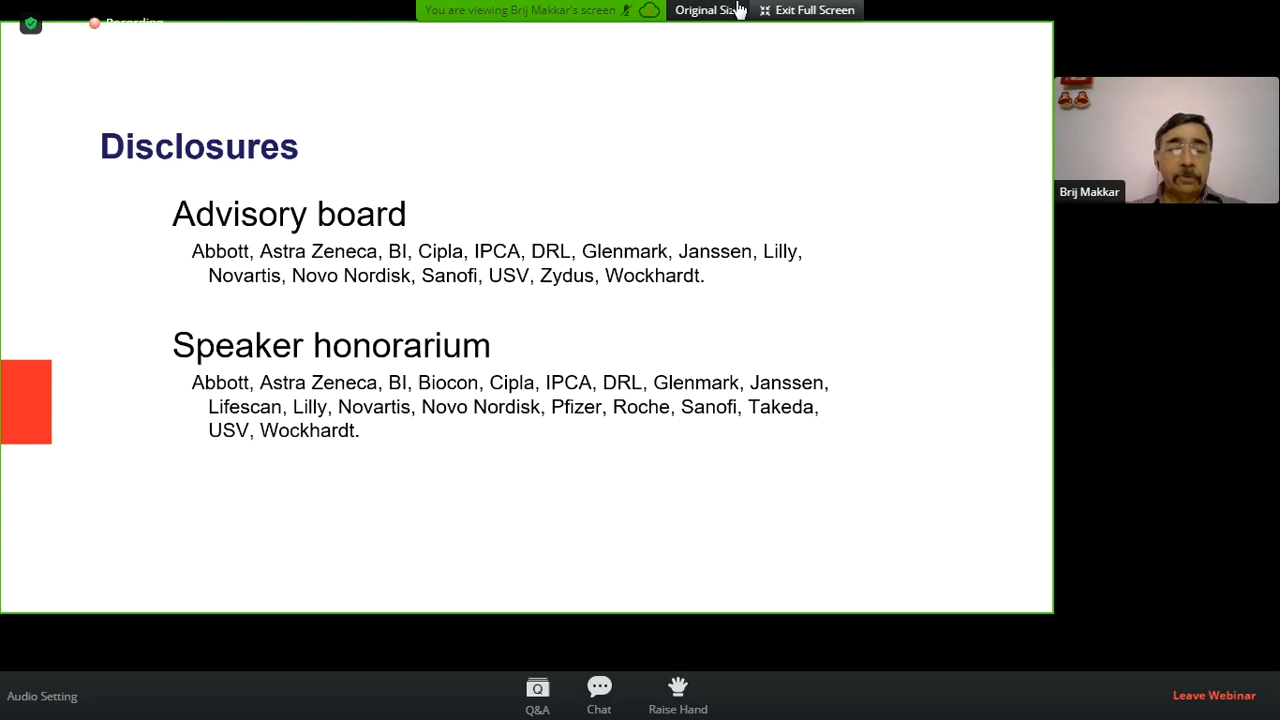 You are viewing Brij Makkar's screen
Original Size
Exit Full Screen
Recording
Disclosures
Advisory board
Abbott, Astra Zeneca, BI, Cipla, IPCA, DRL, Glenmark, Janssen, Lilly,
Novartis, Novo Nordisk, Sanofi, USV, Zydus, Wockhardt.
Speaker honorarium
Abbott, Astra Zeneca, BI, Biocon, Cipla, IPCA, DRL, Glenmark, Janssen,
Lifescan, Lilly, Novartis, Novo Nordisk, Pfizer, Roche, Sanofi, Takeda,
USV, Wockhardt.
Brij Makkar
Audio Setting
Q&A
Chat
Raise Hand
Leave Webinar